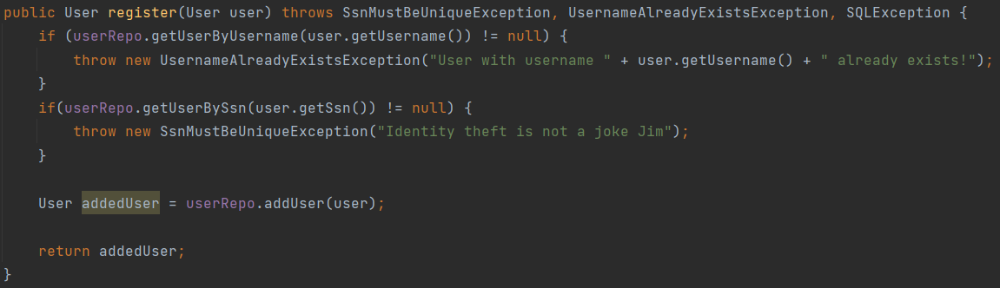 public User register(User user) throws SsnMustBeUniqueException, UsernameAlreadyExistsException, SQLException {
    if (userRepo.getUserByUsername(user.getUsername()) != null) {
        throw new UsernameAlreadyExistsException("User with username " + user.getUsername() + " already exists!");
    }
    if(userRepo.getUserBySsn(user.getSsn()) != null) {
        throw new SsnMustBeUniqueException("Identity theft is not a joke Jim");
    }

    User addedUser = userRepo.addUser(user);

    return addedUser;
}